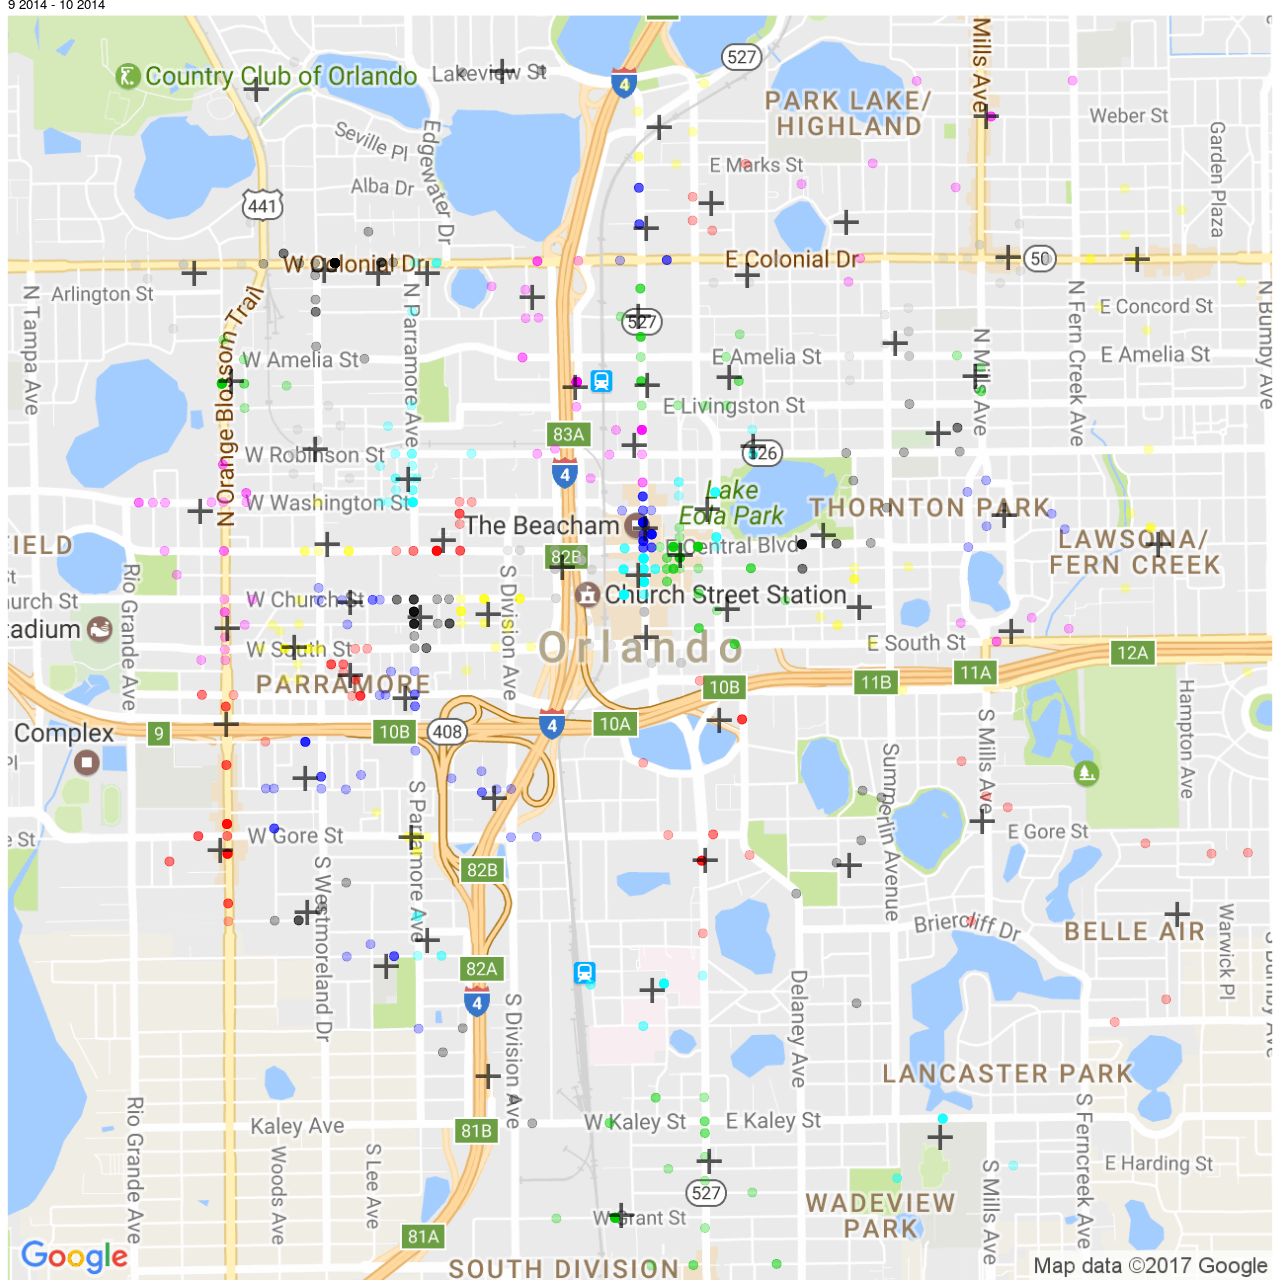 9 2014 - 10 2014
527
Country Club of Orlando
Lakeview St
4
Mills Ave
PARK LAKE/
HIGHLAND
Weber St
Seville Pl
Edgewater Dr
E Marks St
Garden Plaza
Alba Dr
441
W Colonial Dr
E Colonial Dr
50
Arlington St
N Tampa Ave
N Orange Blossom Trail
N Parramore Ave
527
E Concord St
N Fern Creek Ave
N Bumby Ave
W Amelia St
E Amelia St
N Mills Ave
E Amelia St
E Livingston St
83A
W Robinson St
526
4
Lake
Eola Park
W Washington St
THORNTON PARK
The Beacham
E Central Blvd
LAWSONA/
FERN CREEK
FIELD
82B
Rio Grande Ave
S Division Ave
W Church St
Church Street Station
hurch St
tadium
W South St
Orlando
E South St
12A
11A
PARRAMORE
10B
11B
9
10B
408
4
10A
Complex
Pl
S Mills Ave
Hampton Ave
Summerlin Avenue
S Parramore Ave
W Gore St
E Gore St
e St
S Westmoreland Dr
82B
Briercliff Dr
BELLE AIR
Warwick Pl
S Bumby Ave
82A
4
S Division Ave
Delaney Ave
LANCASTER PARK
Rio Grande Ave
Kaley Ave
81B
W Kaley St
E Kaley St
S Ferncreek Ave
Woods Ave
S Lee Ave
E Harding St
S Mills Ave
527
WADEVIEW
PARK
W Grant St
81A
Google
SOUTH DIVISION
Map data ©2017 Google